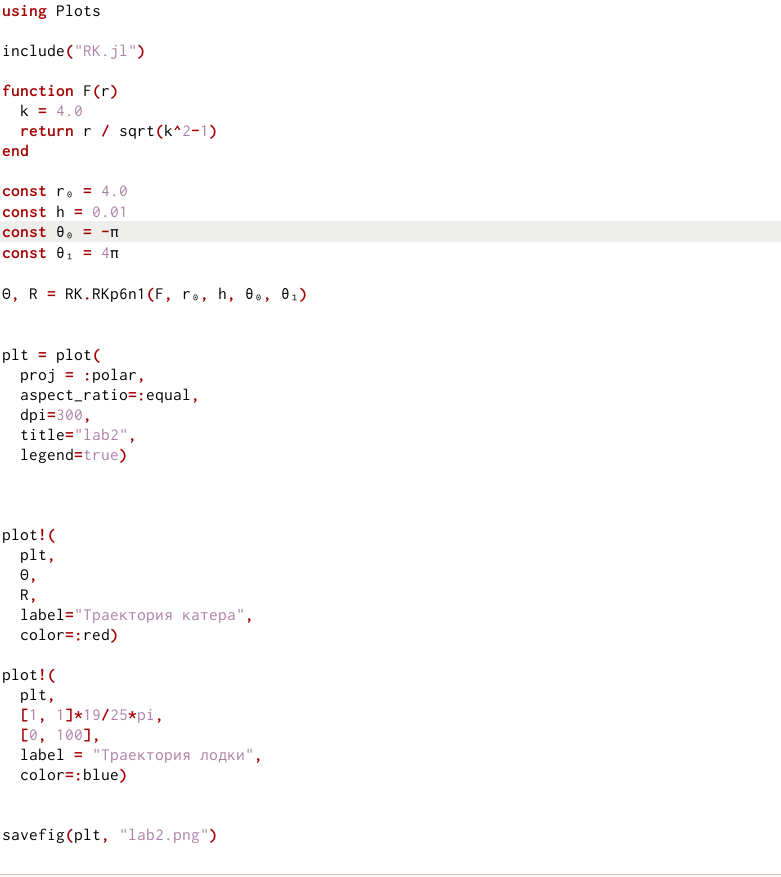 using Plots

include("RK.jl")

function F(r)
  k = 4.0
  return r / sqrt(k^2-1)
end

const r₀ = 4.0
const h = 0.01
const θ₀ = -π
const θ₁ = 4π

Θ, R = RK.RKp6n1(F, r₀, h, θ₀, θ₁)

plt = plot(
  proj = :polar,
  aspect_ratio=:equal,
  dpi=300,
  title="lab2",
  legend=true)

plot!(
  plt,
  Θ,
  R,
  label="Траектория катера",
  color=:red)

plot!(
  plt,
  [1, 1]*19/25*pi,
  [0, 100],
  label = "Траектория лодки",
  color=:blue)

savefig(plt, "lab2.png")